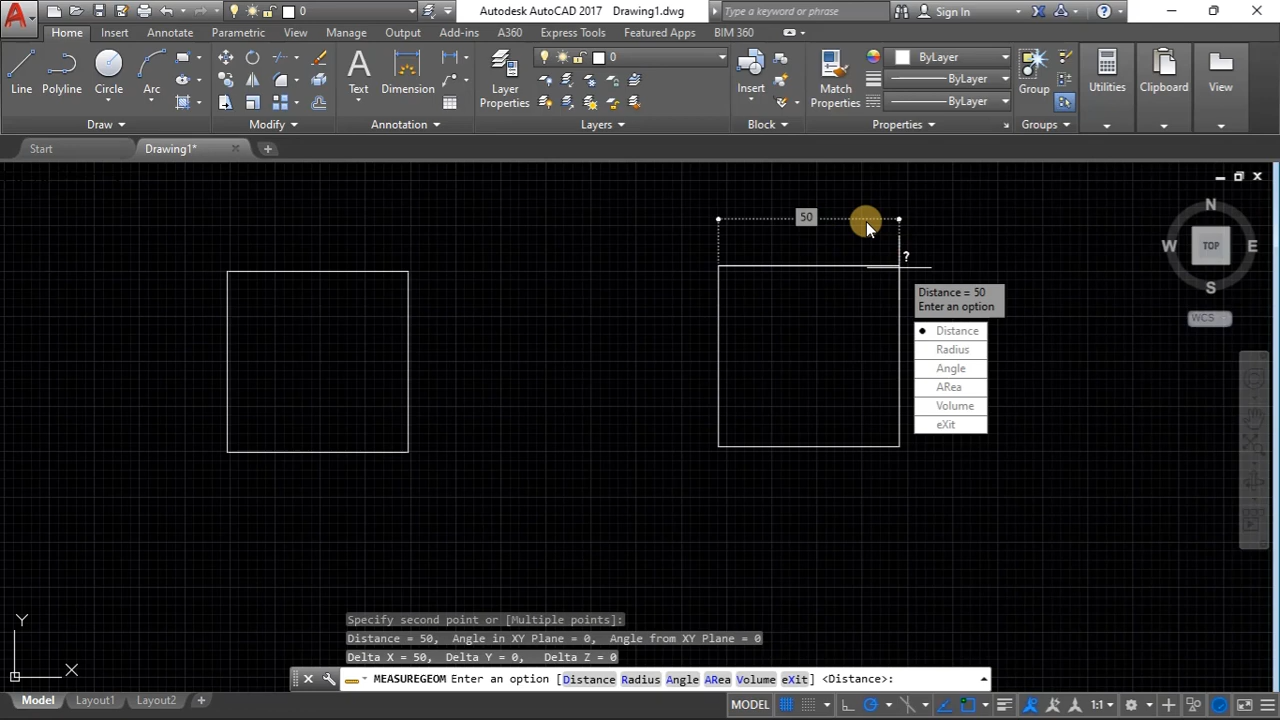 Autodesk AutoCAD 2017 Drawing1.dwg
Type a keyword or phrase
Sign In
Home Insert Annotate Parametric View Manage Output Add-ins A360 Express Tools Featured Apps BIM 360
0
Line Polyline Circle Arc
Draw
Modify
Text Dimension
Annotation
Layer Properties
0
Layers
Insert
Block
Match Properties
ByLayer
ByLayer
ByLayer
Properties
Group
Groups
Utilities
Clipboard
View
Start Drawing1*
N
W TOP E
S
WCS
50
?
Distance = 50
Enter an option
Distance
Radius
Angle
ARea
Volume
eXit
Y
X
Specify second point or [Multiple points]:
Distance = 50, Angle in XY Plane = 0, Angle from XY Plane = 0
Delta X = 50, Delta Y = 0, Delta Z = 0
MEASUREGEOM Enter an option [Distance Radius Angle ARea Volume eXit] <Distance>:
Model Layout1 Layout2 +
MODEL 1:1